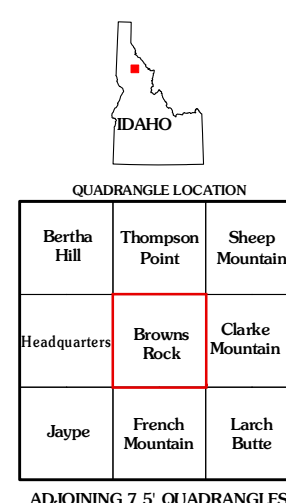 IDAHO
QUADRANGLE LOCATION
Bertha Hill
Thompson Point
Sheep Mountain
Headquarters
Browns Rock
Clarke Mountain
Jaype
French Mountain
Larch Butte
ADJOINING 7.5' QUADRANGLES